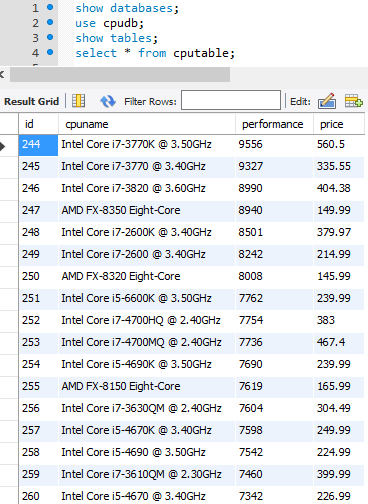 1 show databases;
2 use cpudb;
3 show tables;
4 select * from cputable;
Result Grid Filter Rows: Edit:
id cpuname performance price
244 Intel Core i7-3770K @ 3.50GHz 9556 560.5
245 Intel Core i7-3770 @ 3.40GHz 9327 335.55
246 Intel Core i7-3820 @ 3.60GHz 8990 404.38
247 AMD FX-8350 Eight-Core 8940 149.99
248 Intel Core i7-2600K @ 3.40GHz 8501 379.97
249 Intel Core i7-2600 @ 3.40GHz 8242 214.99
250 AMD FX-8320 Eight-Core 8008 145.99
251 Intel Core i5-6600K @ 3.50GHz 7762 239.99
252 Intel Core i7-4700HQ @ 2.40GHz 7754 383
253 Intel Core i7-4700MQ @ 2.40GHz 7736 467.4
254 Intel Core i5-4690K @ 3.50GHz 7690 239.99
255 AMD FX-8150 Eight-Core 7619 165.99
256 Intel Core i7-3630QM @ 2.40GHz 7604 304.49
257 Intel Core i5-4670K @ 3.40GHz 7598 249.99
258 Intel Core i5-4690 @ 3.50GHz 7542 224.99
259 Intel Core i7-3610QM @ 2.30GHz 7460 399.99
260 Intel Core i5-4670 @ 3.40GHz 7342 226.99